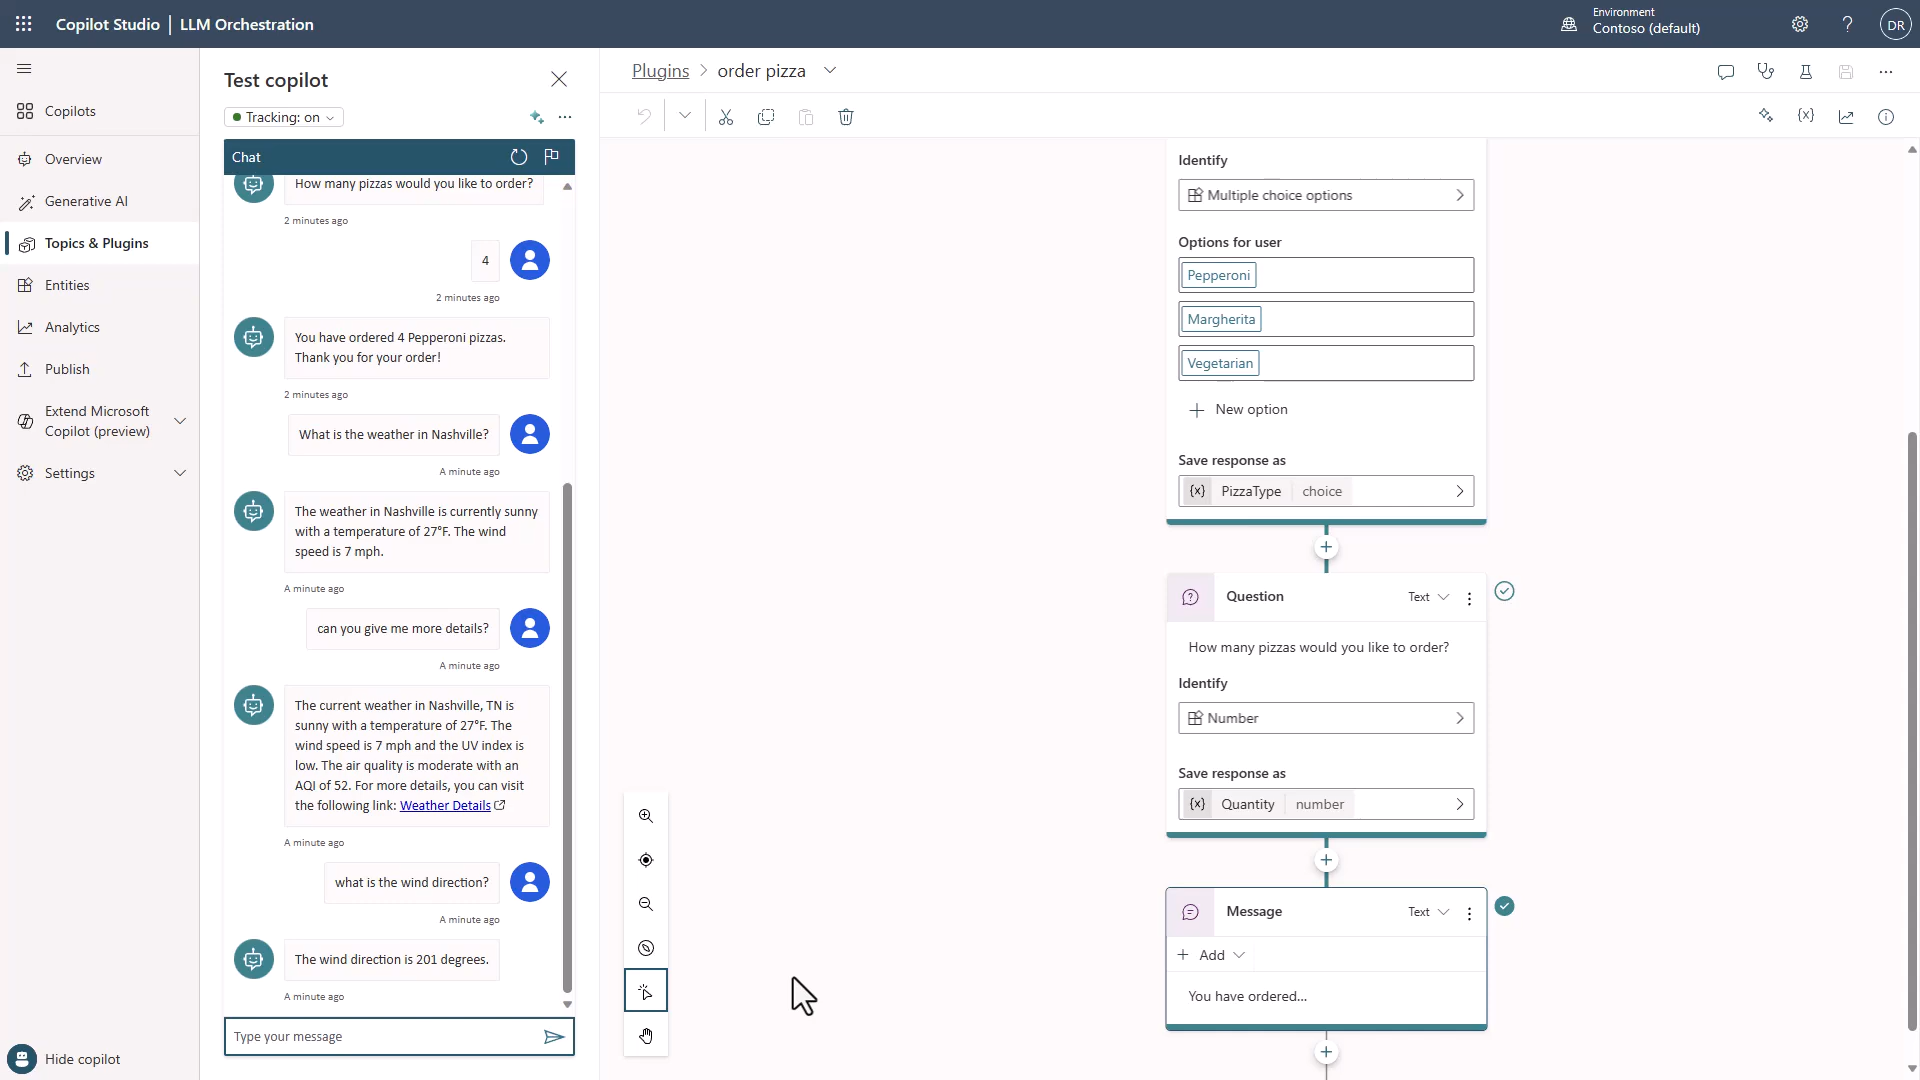 Copilot Studio | LLM Orchestration
Environment
Contoso (default)
DR
Copilots
Overview
Generative AI
Topics & Plugins
Entities
Analytics
Publish
Extend Microsoft
Copilot (preview)
Settings
Hide copilot
Test copilot
Tracking: on
Chat
How many pizzas would you like to order?
2 minutes ago
4
2 minutes ago
You have ordered 4 Pepperoni pizzas.
Thank you for your order!
2 minutes ago
What is the weather in Nashville?
A minute ago
The weather in Nashville is currently sunny
with a temperature of 27°F. The wind
speed is 7 mph.
A minute ago
can you give me more details?
A minute ago
The current weather in Nashville, TN is
sunny with a temperature of 27°F. The
wind speed is 7 mph and the UV index is
low. The air quality is moderate with an
AQI of 52. For more details, you can visit
the following link: Weather Details
A minute ago
what is the wind direction?
A minute ago
The wind direction is 201 degrees.
A minute ago
Type your message
Plugins > order pizza
{x}
Identify
Multiple choice options
Options for user
Pepperoni
Margherita
Vegetarian
+ New option
Save response as
{x} PizzaType choice
Question Text
How many pizzas would you like to order?
Identify
Number
Save response as
{x} Quantity number
Message Text
+ Add
You have ordered...